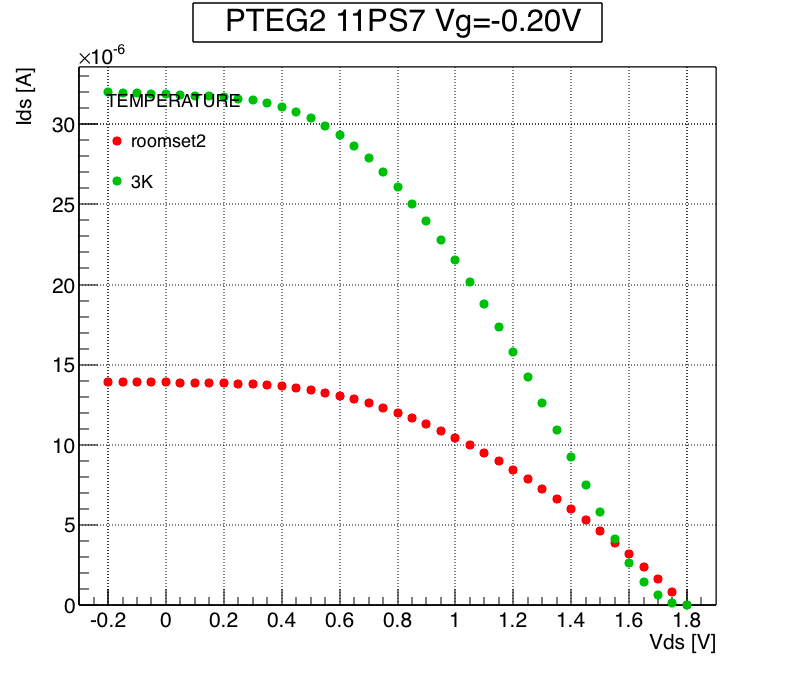 PTEG2 11PS7 Vg=-0.20V
×10⁻⁶
Ids [A]
TEMPERATURE
roomset2
3K
30
25
20
15
10
5
0
-0.2 0 0.2 0.4 0.6 0.8 1 1.2 1.4 1.6 1.8
Vds [V]